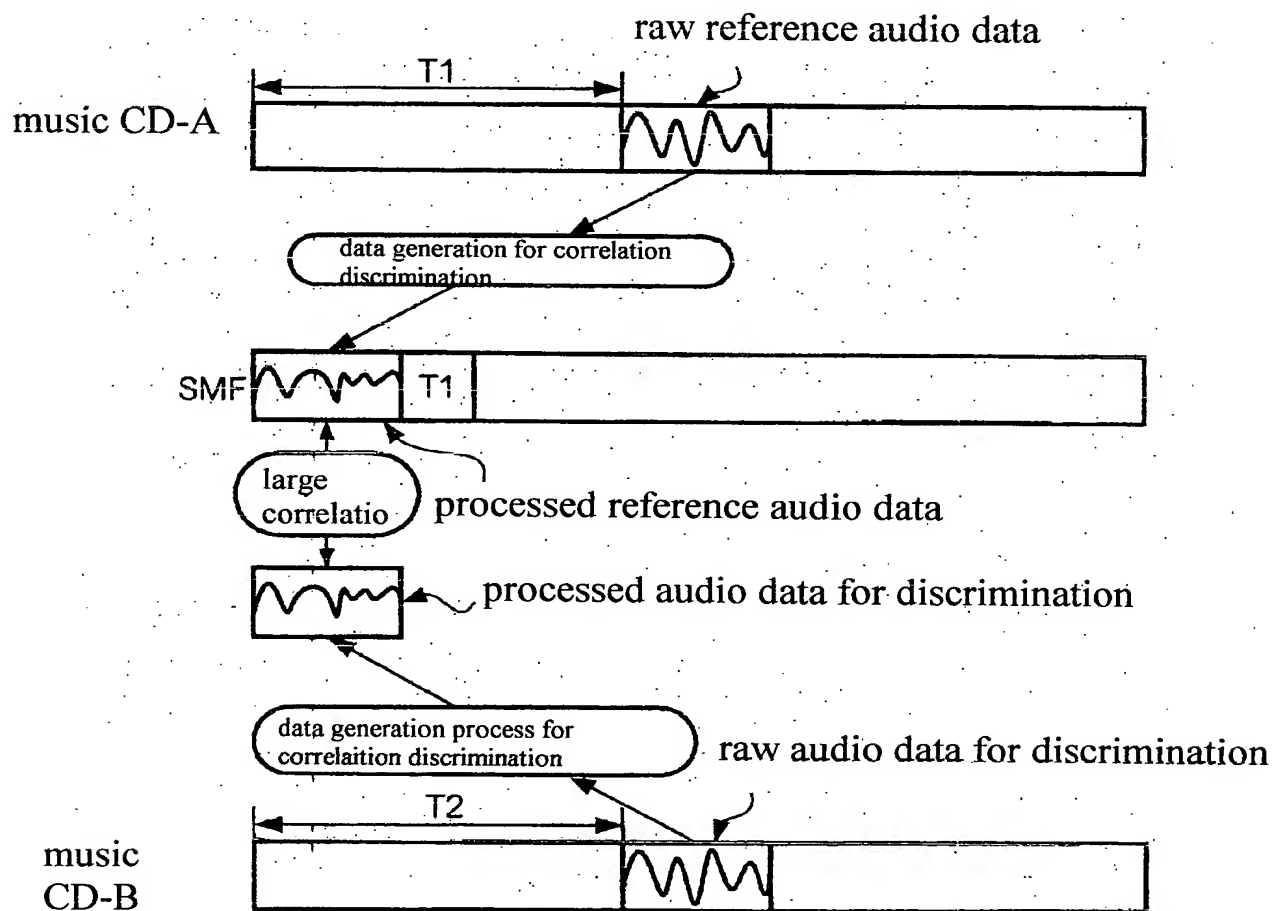 raw reference audio data
T1
music CD-A
data generation for correlation
discrimination
SMF
T1
large
correlatio
processed reference audio data
processed audio data for discrimination
data generation process for
correlaition discrimination
raw audio data for discrimination
T2
music
CD-B